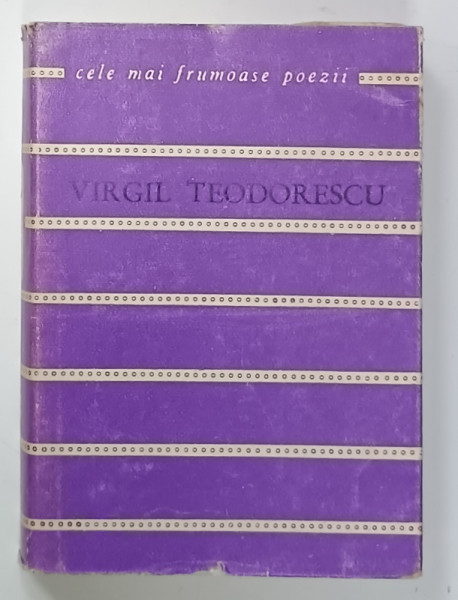 cele mai frumoase poezii
VIRGIL TEODORESCU